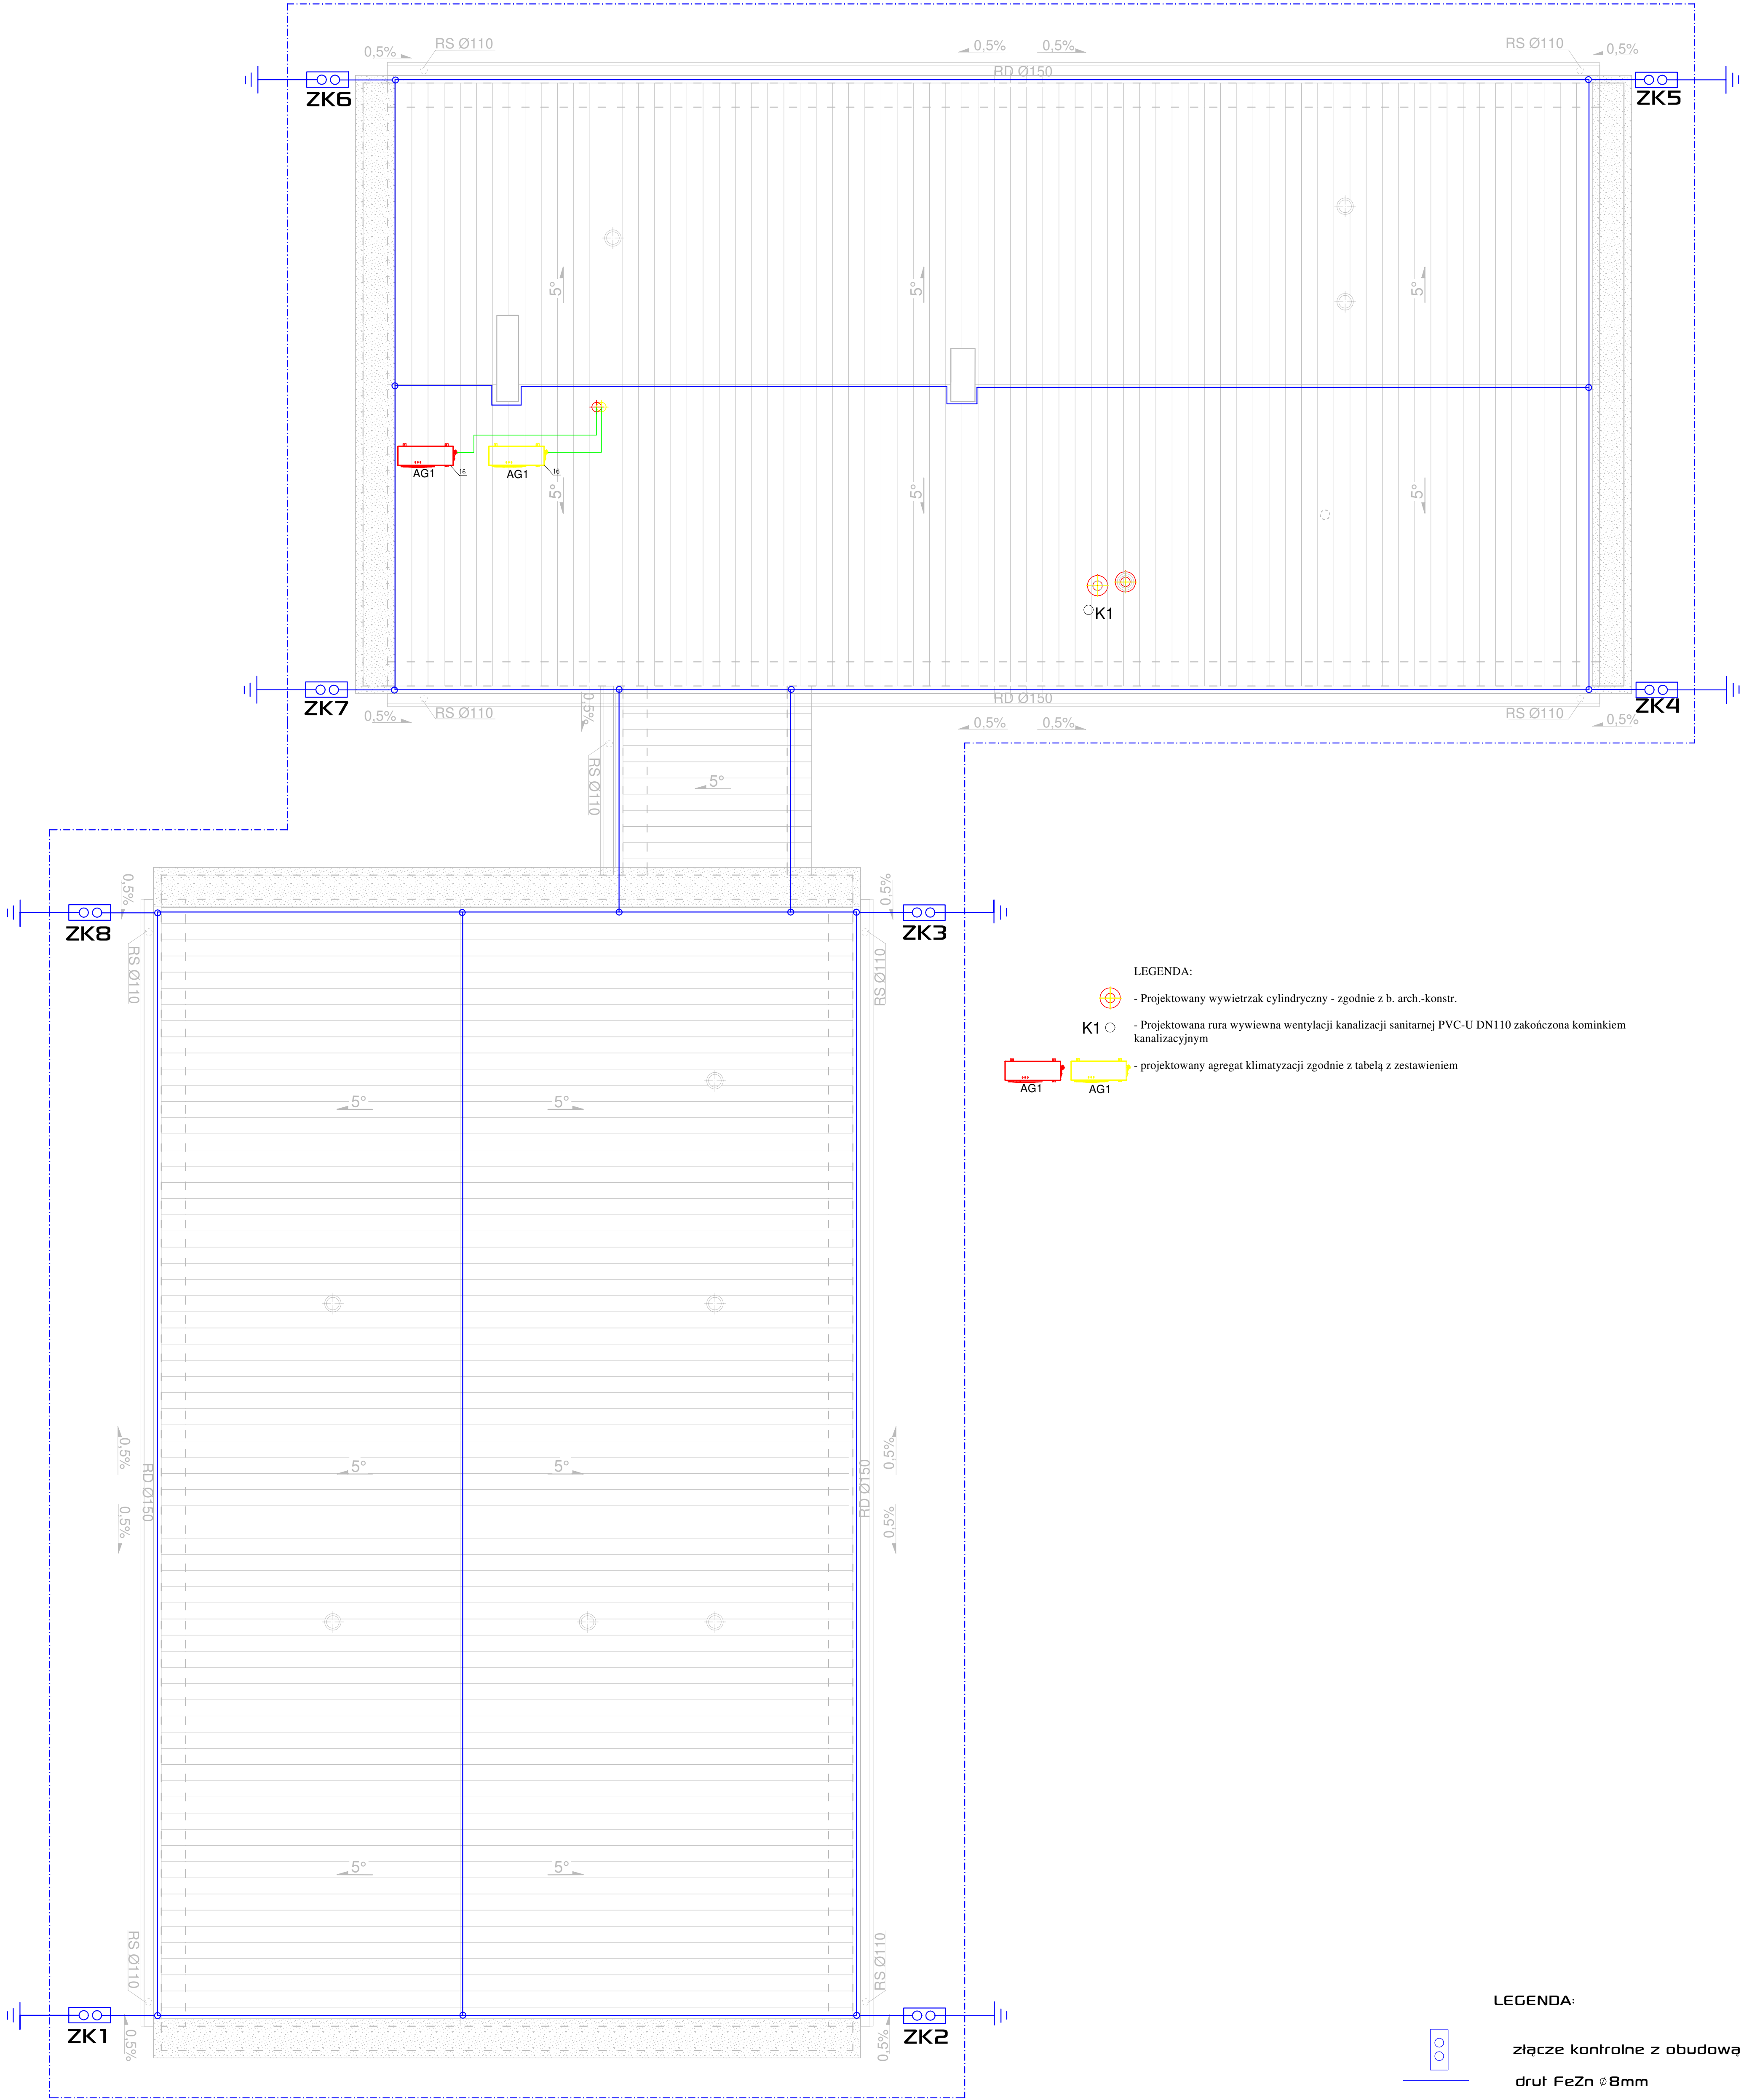 0,5%
RS Ø110
0,5%
0,5%
RS Ø110
0,5%
RD Ø150
ZK6
ZK5
5°
5°
5°
AG1
16
AG1
16
5°
5°
5°
K1
ZK7
ZK4
RD Ø150
0,5%
RS Ø110
0,5%
0,5%
0,5%
RS Ø110
0,5%
RS Ø110
5°
0,5%
0,5%
ZK8
ZK3
RS Ø110
RS Ø110
LEGENDA:
- Projektowany wywietrzak cylindryczny - zgodnie z b. arch.-konstr.
K1
- Projektowana rura wywiewna wentylacji kanalizacji sanitarnej PVC-U DN110 zakończona kominkiem
kanalizacyjnym
- projektowany agregat klimatyzacji zgodnie z tabelą z zestawieniem
AG1
AG1
5°
5°
0,5%
0,5%
5°
5°
RD Ø150
RD Ø150
0,5%
0,5%
5°
5°
RS Ø110
RS Ø110
ZK1
0,5%
0,5%
ZK2
LEGENDA:
złącze kontrolne z obudową
drut FeZn ø8mm